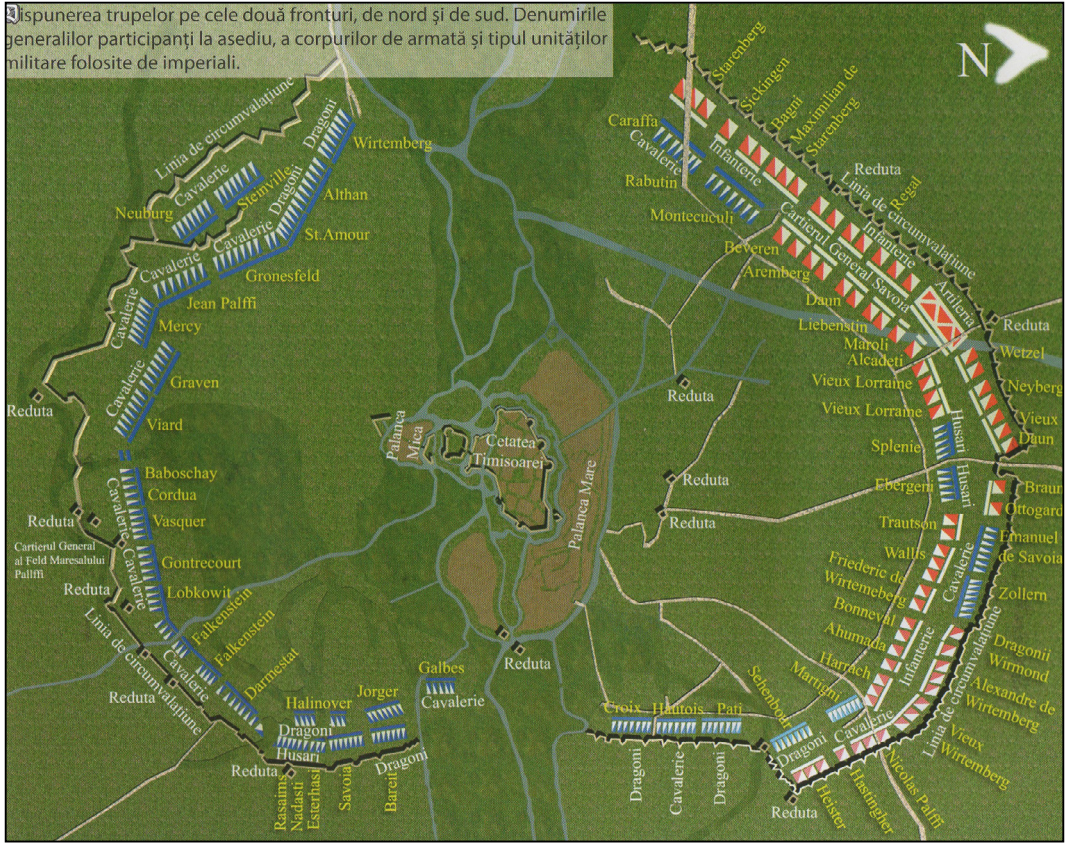 Dispunerea trupelor pe cele două fronturi, de nord și de sud. Denumirile
generalilor participanți la asediu, a corpurilor de armată și tipul unităților
militare folosite de imperiali.
N
Linia de circumvalațiune
Dragoni
Wirtemberg
Cavalerie
Steinville
Neuburg
Dragoni
Althan
St.Amour
Cavalerie
Gronesfeld
Cavalerie
Jean Palffi
Cavalerie
Mercy
Cavalerie
Graven
Viard
Reduta
Baboschay
Cordua
Vasquer
Cavalerie
Gontrecourt
Cavalerie
Lobkowit
Reduta
Cartierul General
al Feld Maresalului
Pallffi
Reduta
Linia de circumvalațiune
Falkenstein
Falkenstein
Cavalerie
Darmestat
Reduta
Halinover
Jorger
Dragoni
Husari
Dragoni
Reduta
Rasaims
Nadasti
Esterhasi
Savoia
Bareit
Galbes
Cavalerie
Palanca
Mica
Cetatea
Timisoarei
Palanca Mare
Reduta
Starenberg
Sickingen
Bagni
Maximilian de
Starenberg
Caraffa
Cavalerie
Infanterie
Rabutin
Montecuculi
Reduta
Linia de circumvalațiune
Regal
Infanterie
Cartierul General Savoia
Beveren
Aremberg
Daun
Liebenstin
Maroli
Alcadeti
Artileria
Reduta
Wetzel
Neyberg
Vieux
Daun
Vieux Lorraine
Vieux Lorraine
Reduta
Husari
Splenie
Husari
Ebergeni
Reduta
Reduta
Braun
Ottogard
Trautson
Emanuel
de Savoia
Wallis
Cavalerie
Friederic de
Wirtemeberg
Zollern
Bonneval
Ahumada
Harrach
Infanterie
Dragonii
Wirmond
Linia de circumvalațiune
Alexandre de
Wirtemberg
Vieux
Wirtemberg
Martigni
Sehenborr
Cavalerie
Dragoni
Croix
Hautois
Pati
Dragoni
Cavalerie
Dragoni
Reduta
Heister
Hastingher
Nicolas Palffi